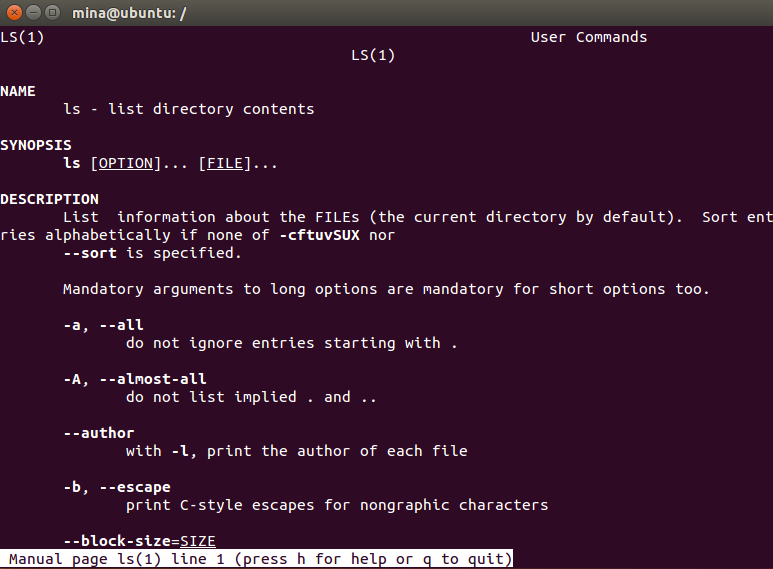 mina@ubuntu: /
LS(1) User Commands
LS(1)
NAME
ls - list directory contents
SYNOPSIS
ls [OPTION]... [FILE]...
DESCRIPTION
List  information about the FILEs (the current directory by default).  Sort ent
ries alphabetically if none of -cftuvSUX nor
--sort is specified.
Mandatory arguments to long options are mandatory for short options too.
-a, --all
do not ignore entries starting with .
-A, --almost-all
do not list implied . and ..
--author
with -l, print the author of each file
-b, --escape
print C-style escapes for nongraphic characters
--block-size=SIZE
Manual page ls(1) line 1 (press h for help or q to quit)